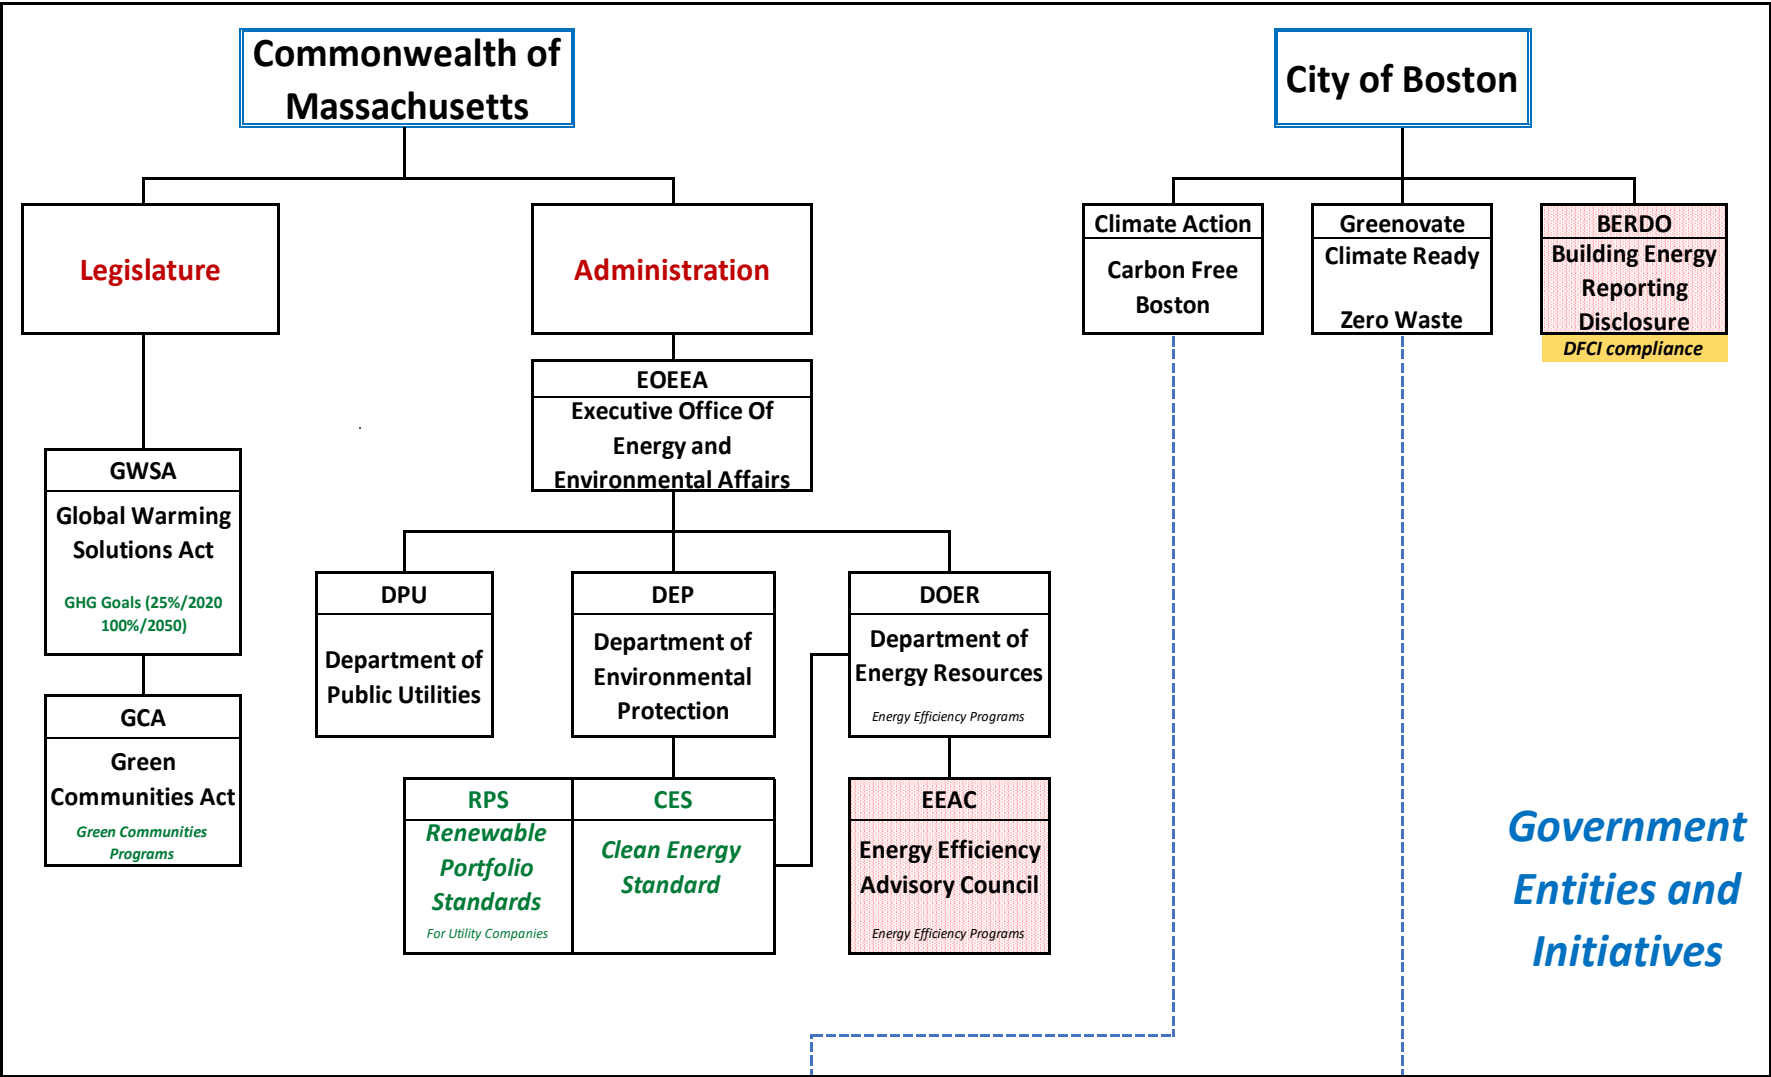 Commonwealth of
Massachusetts
City of Boston
Legislature
Administration
Climate Action
Carbon Free
Boston
Greenovate
Climate Ready
Zero Waste
BERDO
Building Energy
Reporting
Disclosure
DFCI compliance
EOEEA
Executive Office Of
Energy and
Environmental Affairs
GWSA
Global Warming
Solutions Act
GHG Goals (25%/2020
100%/2050)
GCA
Green
Communities Act
Green Communities
Programs
DPU
Department of
Public Utilities
DEP
Department of
Environmental
Protection
DOER
Department of
Energy Resources
Energy Efficiency Programs
RPS
Renewable
Portfolio
Standards
For Utility Companies
CES
Clean Energy
Standard
EEAC
Energy Efficiency
Advisory Council
Energy Efficiency Programs
Government
Entities and
Initiatives